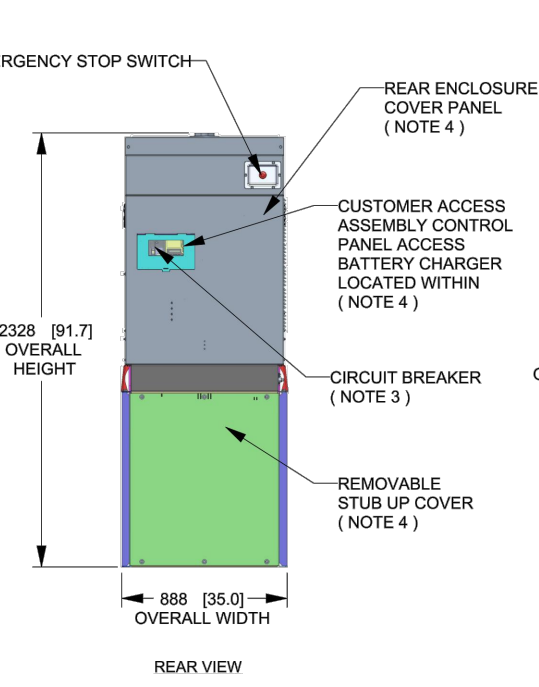 ERGENCY STOP SWITCH
REAR ENCLOSURE
COVER PANEL
( NOTE 4 )
CUSTOMER ACCESS
ASSEMBLY CONTROL
PANEL ACCESS
BATTERY CHARGER
LOCATED WITHIN
( NOTE 4 )
2328 [91.7]
OVERALL
HEIGHT
CIRCUIT BREAKER
( NOTE 3 )
REMOVABLE
STUB UP COVER
( NOTE 4 )
888 [35.0]
OVERALL WIDTH
REAR VIEW